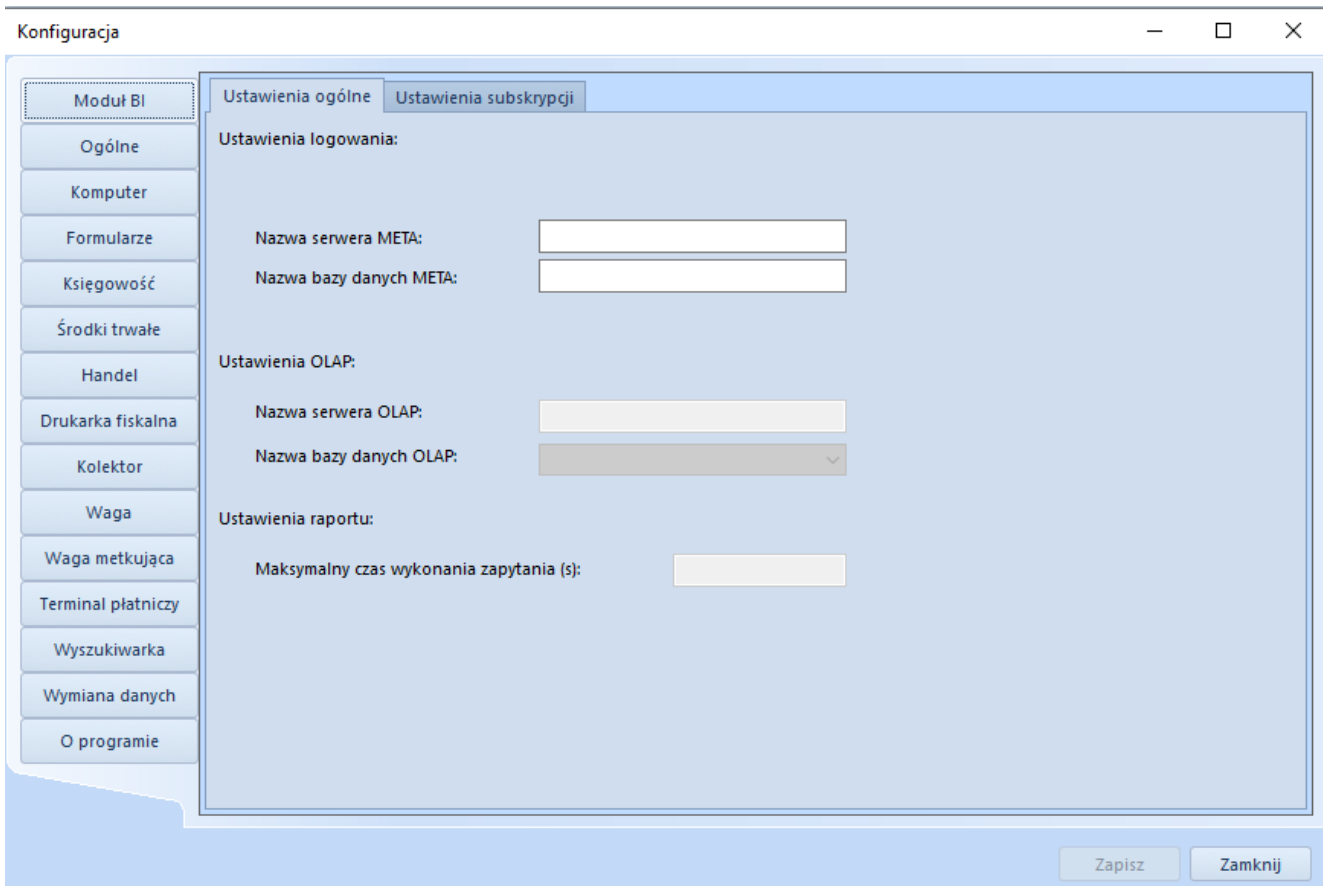 Konfiguracja
Moduł BI
Ogólne
Komputer
Formularze
Księgowość
Środki trwałe
Handel
Drukarka fiskalna
Kolektor
Waga
Waga metkująca
Terminal płatniczy
Wyszukiwarka
Wymiana danych
O programie
Ustawienia ogólne
Ustawienia subskrypcji
Ustawienia logowania:
Nazwa serwera META:
Nazwa bazy danych META:
Ustawienia OLAP:
Nazwa serwera OLAP:
Nazwa bazy danych OLAP:
Ustawienia raportu:
Maksymalny czas wykonania zapytania (s):
Zapisz
Zamknij